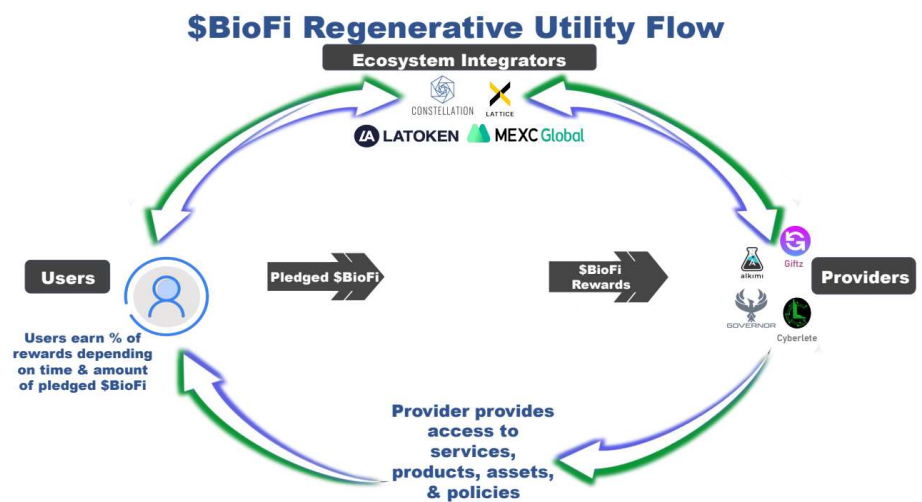 $BioFi Regenerative Utility Flow
Ecosystem Integrators
CONSTELLATION
LATTICE
LA LATOKEN
MEXC Global
Users
Pledged $BioFi
$BioFi
Rewards
Giftz
alkimi
GOVERNOR
Cyberlete
Providers
Users earn % of
rewards depending
on time & amount
of pledged $BioFi
Provider provides
access to
services,
products, assets,
& policies